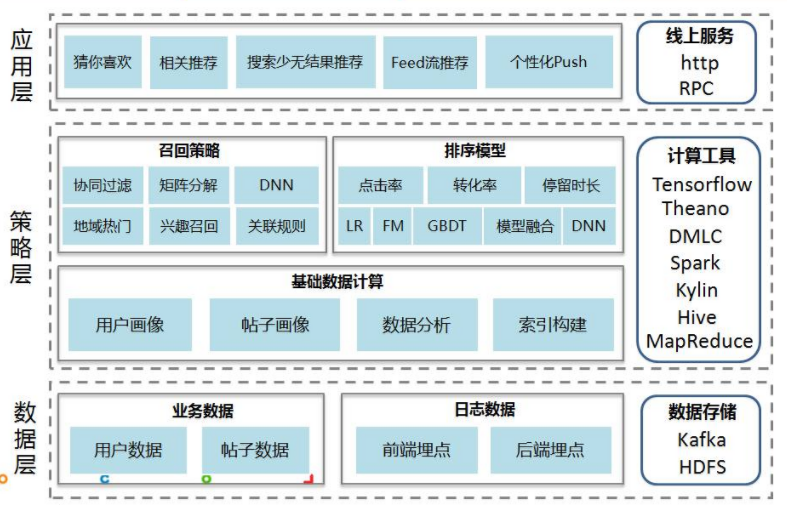 应用层
猜你喜欢 相关推荐 搜索少无结果推荐 Feed流推荐 个性化Push
线上服务
http
RPC
策略层
召回策略
协同过滤 矩阵分解 DNN
地域热门 兴趣召回 关联规则
排序模型
点击率 转化率 停留时长
LR FM GBDT 模型融合 DNN
基础数据计算
用户画像 帖子画像 数据分析 索引构建
计算工具
Tensorflow
Theano
DMLC
Spark
Kylin
Hive
MapReduce
数据层
业务数据
用户数据 帖子数据
日志数据
前端埋点 后端埋点
数据存储
Kafka
HDFS